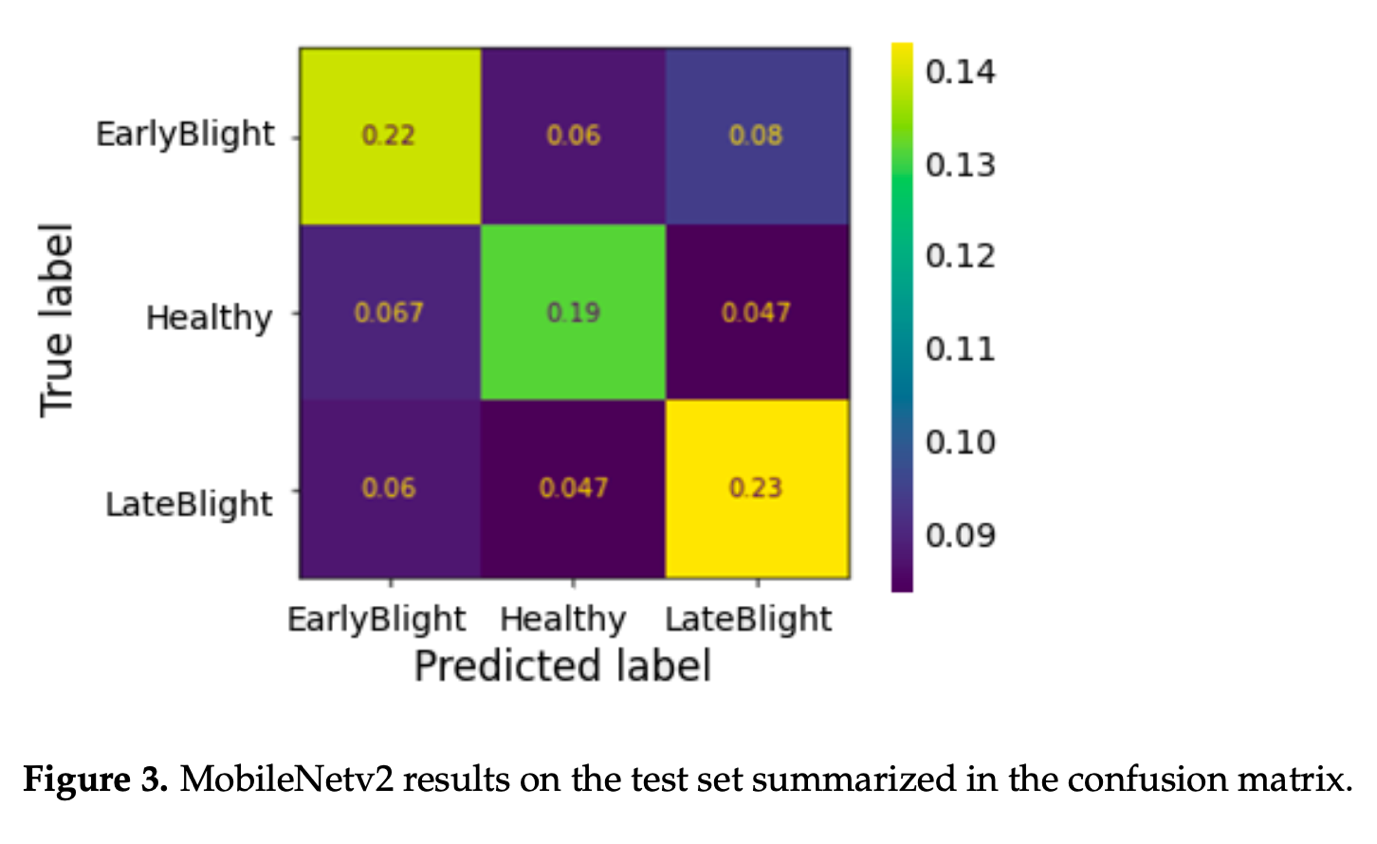 EarlyBlight 0.22 0.06 0.08
Healthy 0.067 0.19 0.047
LateBlight 0.06 0.047 0.23
EarlyBlight Healthy LateBlight
Predicted label
True label
0.14
0.13
0.12
0.11
0.10
0.09
Figure 3. MobileNetv2 results on the test set summarized in the confusion matrix.